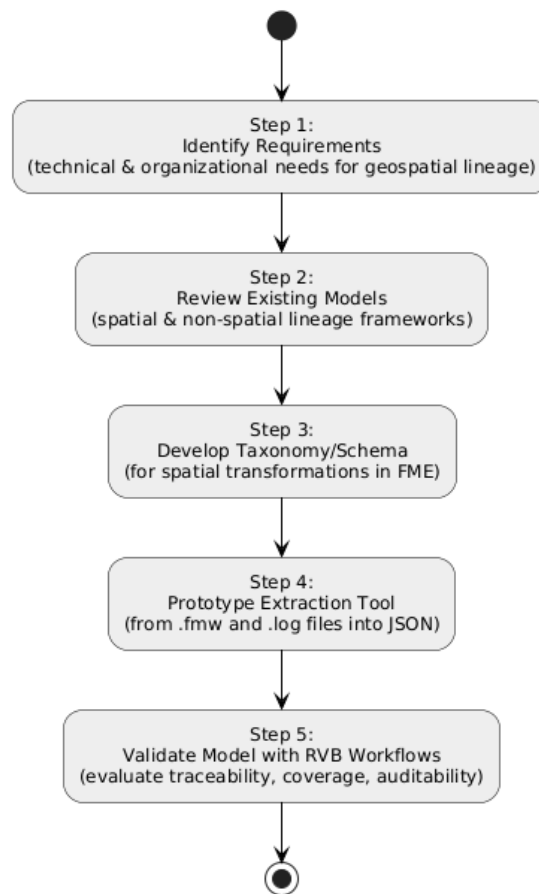 Step 1:
Identify Requirements
(technical & organizational needs for geospatial lineage)
Step 2:
Review Existing Models
(spatial & non-spatial lineage frameworks)
Step 3:
Develop Taxonomy/Schema
(for spatial transformations in FME)
Step 4:
Prototype Extraction Tool
(from .fmw and .log files into JSON)
Step 5:
Validate Model with RVB Workflows
(evaluate traceability, coverage, auditability)